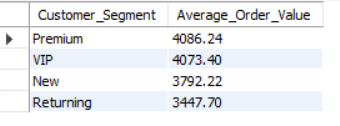 Customer_Segment Average_Order_Value
Premium 4086.24
VIP 4073.40
New 3792.22
Returning 3447.70